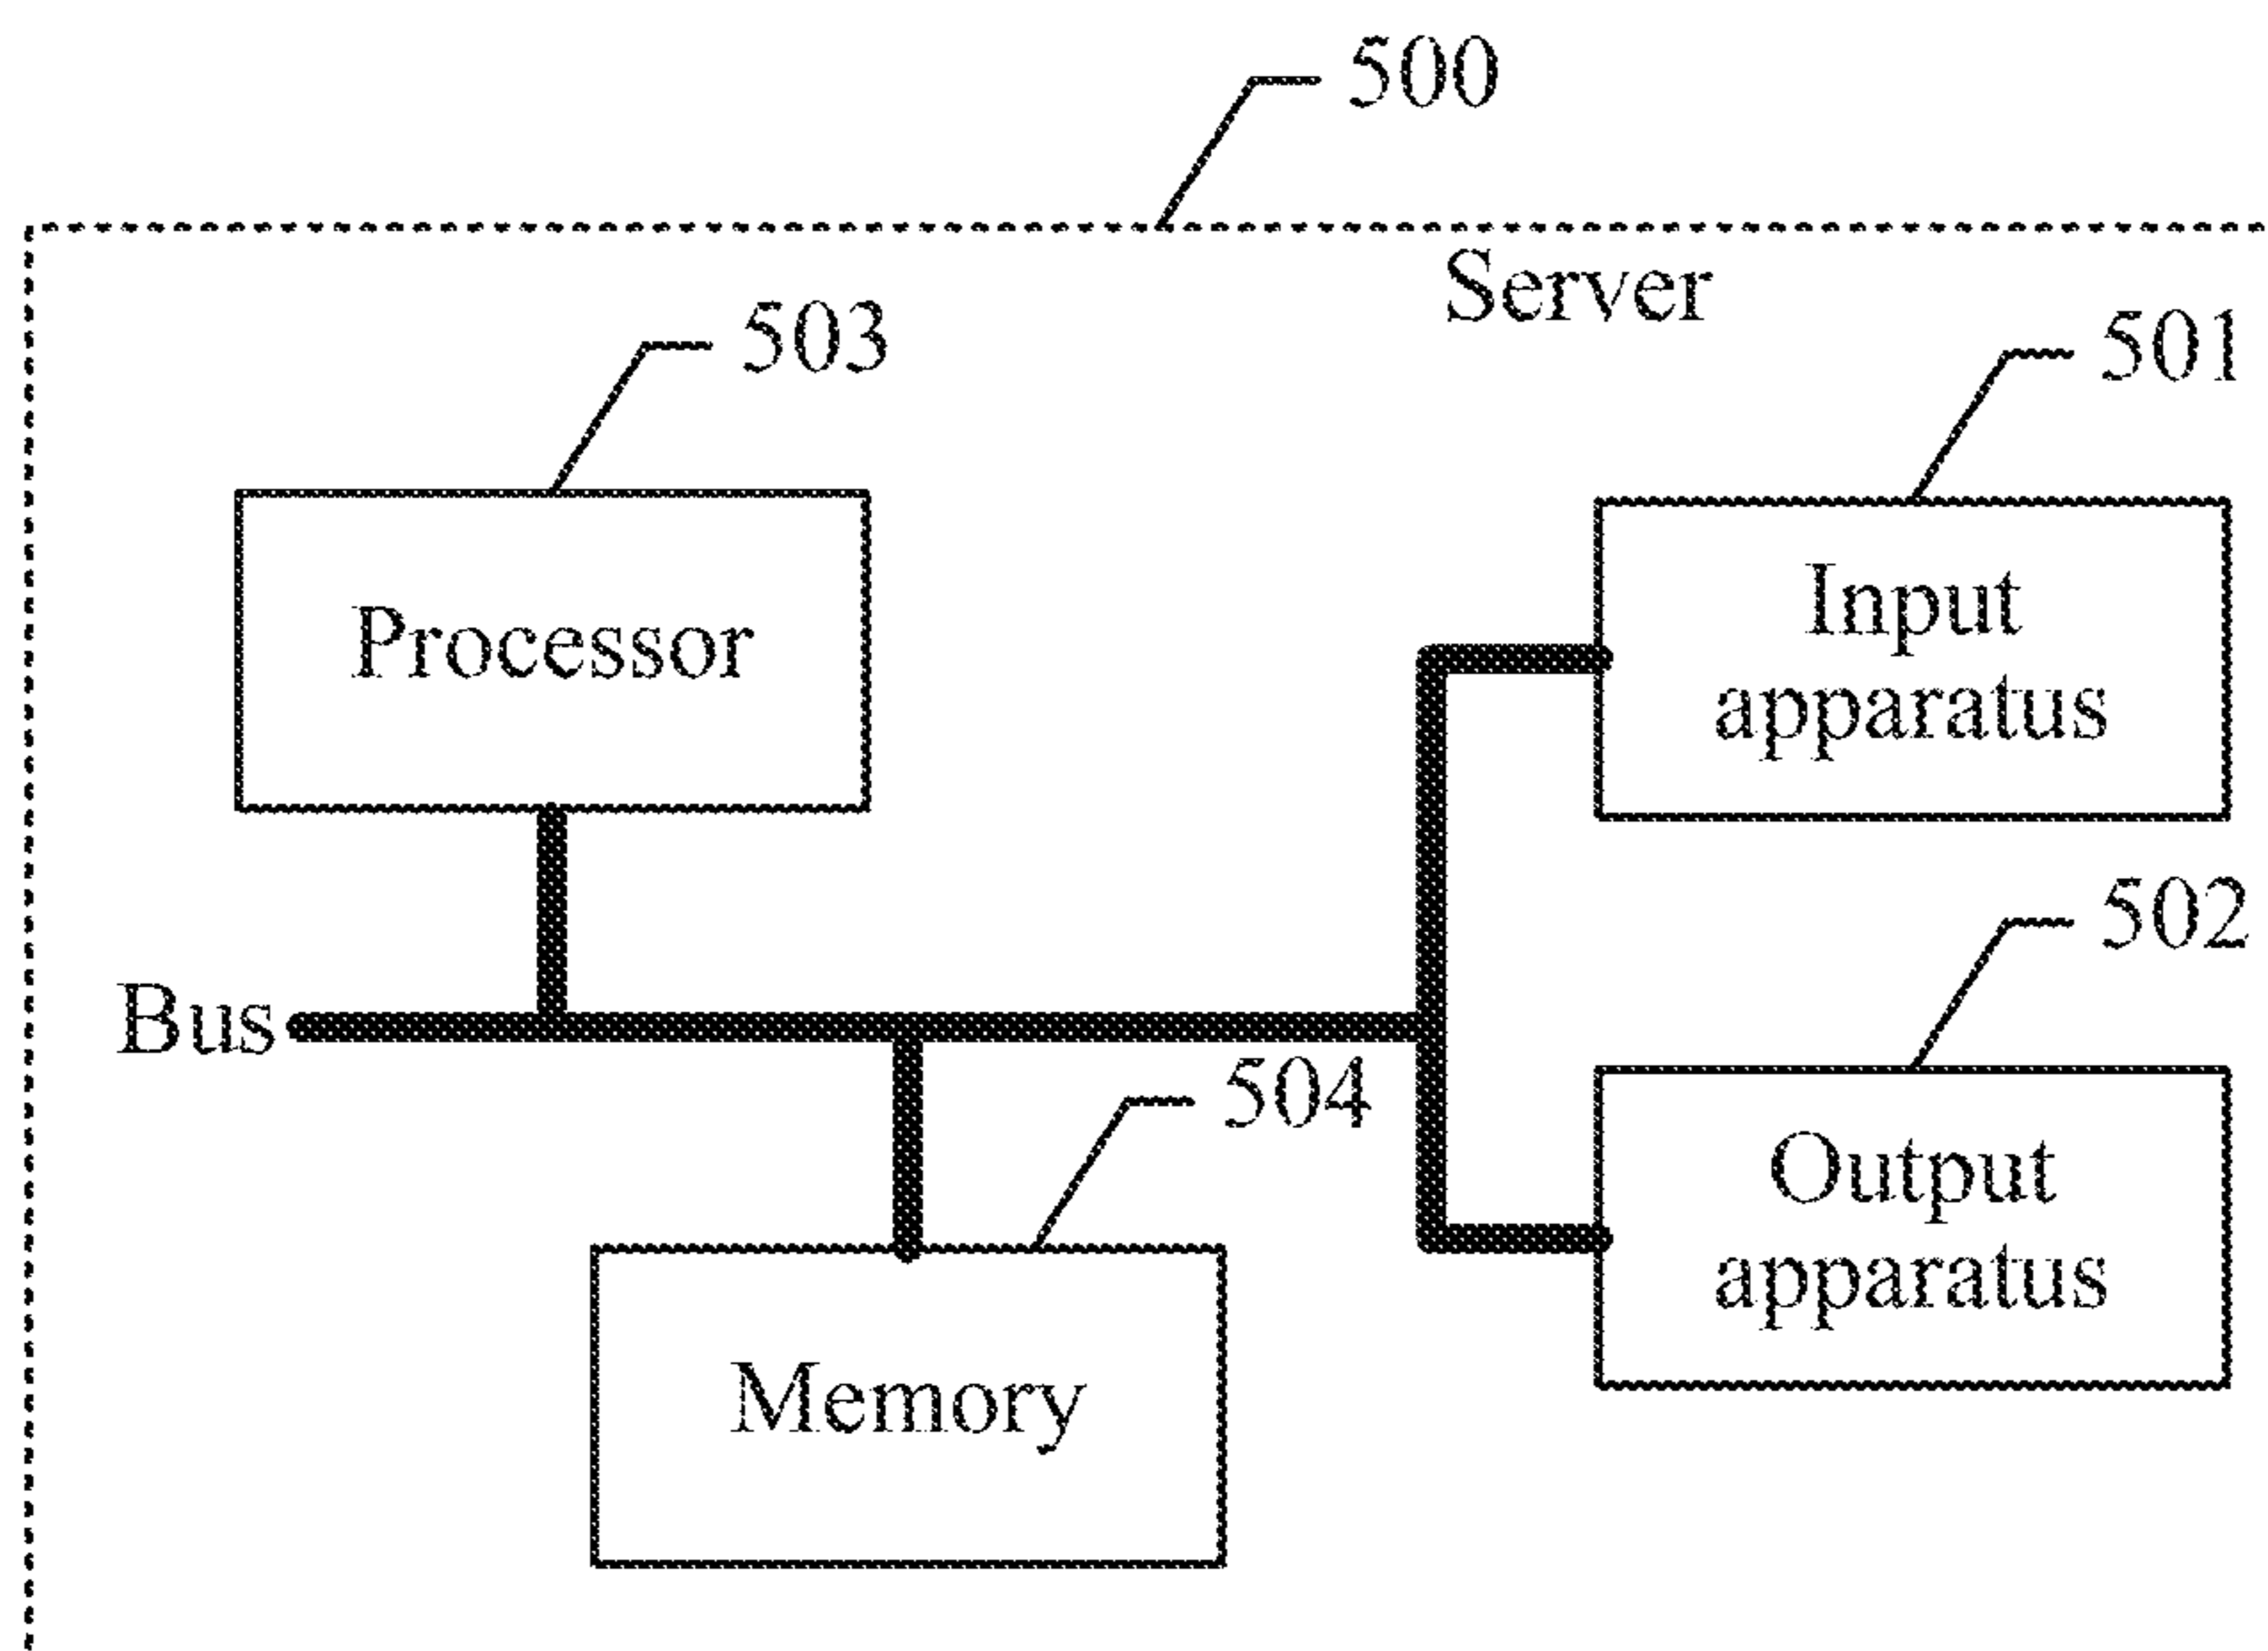 500
Server
503
501
Processor
Input
apparatus
502
Bus
504
Output
apparatus
Memory